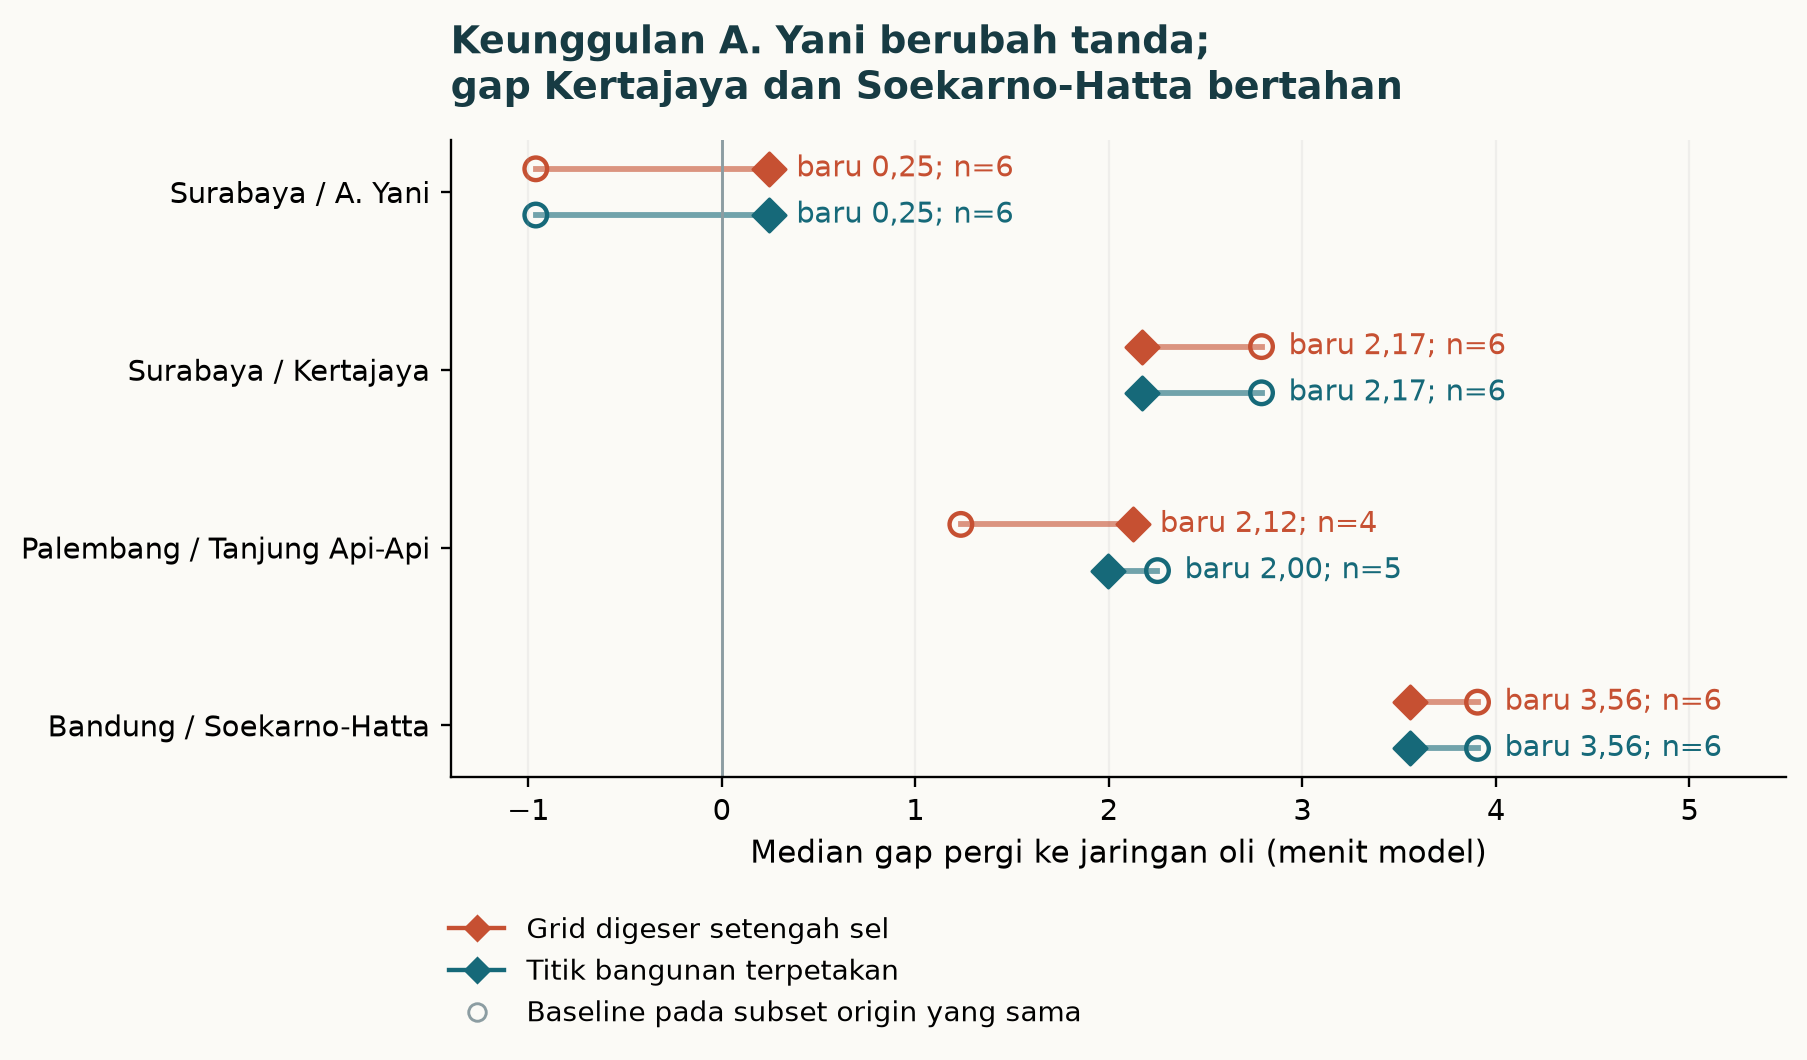 Keunggulan A. Yani berubah tanda;
gap Kertajaya dan Soekarno-Hatta bertahan
Surabaya / A. Yani
baru 0,25; n=6
baru 0,25; n=6
Surabaya / Kertajaya
baru 2,17; n=6
baru 2,17; n=6
Palembang / Tanjung Api-Api
baru 2,12; n=4
baru 2,00; n=5
Bandung / Soekarno-Hatta
baru 3,56; n=6
baru 3,56; n=6
−1 0 1 2 3 4 5
Median gap pergi ke jaringan oli (menit model)
Grid digeser setengah sel
Titik bangunan terpetakan
Baseline pada subset origin yang sama